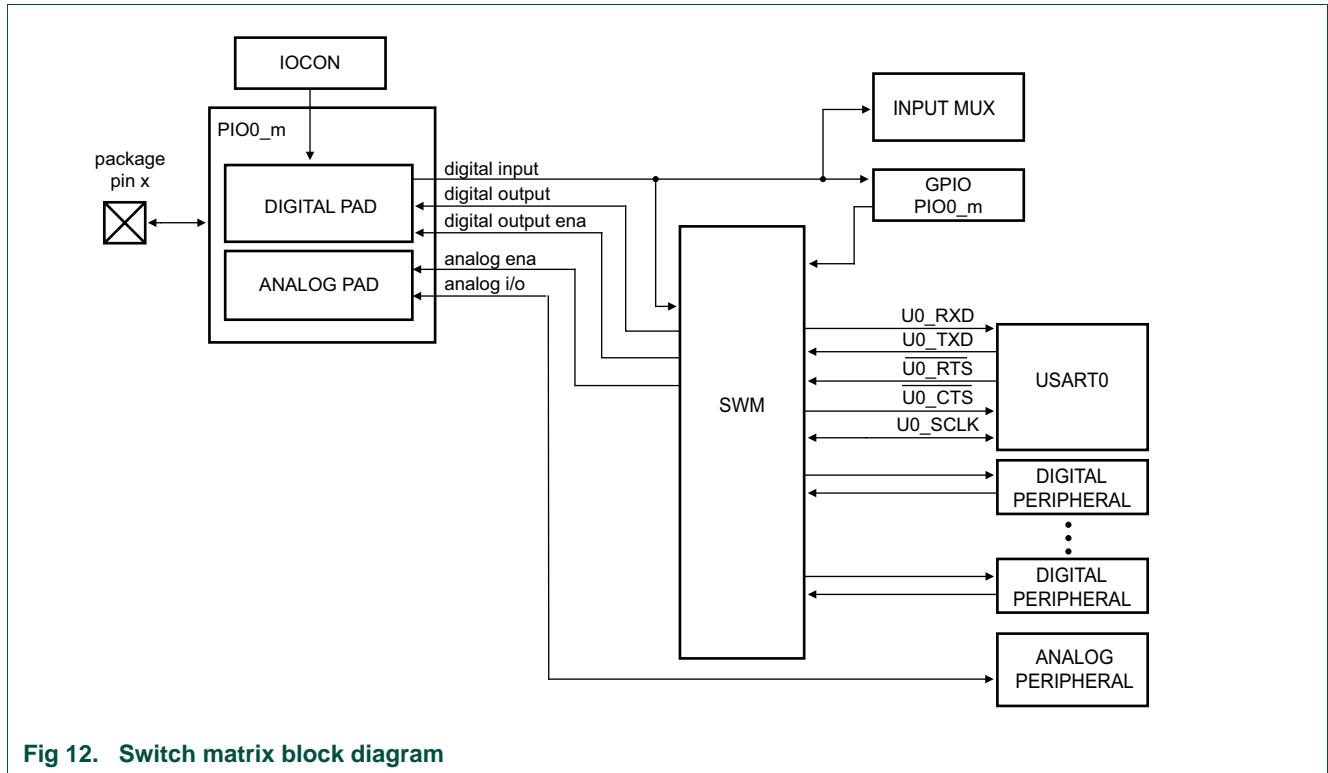 IOCON
PIO0_m
package
pin x
DIGITAL PAD
ANALOG PAD
digital input
digital output
digital output ena
analog ena
analog i/o
INPUT MUX
GPIO
PIO0_m
SWM
U0_RXD
U0_TXD
U0_RTS
U0_CTS
U0_SCLK
USART0
DIGITAL
PERIPHERAL
DIGITAL
PERIPHERAL
ANALOG
PERIPHERAL
Fig 12. Switch matrix block diagram